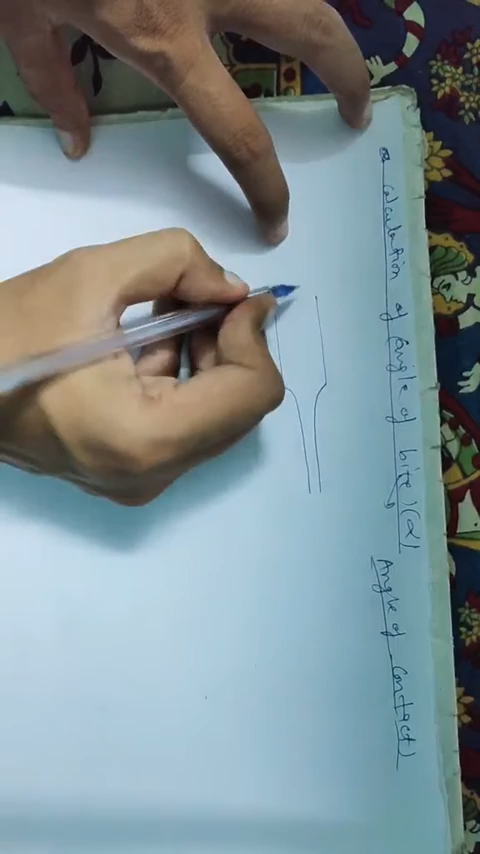 Calculation of (angle of bite) (α)
Angle of contact)